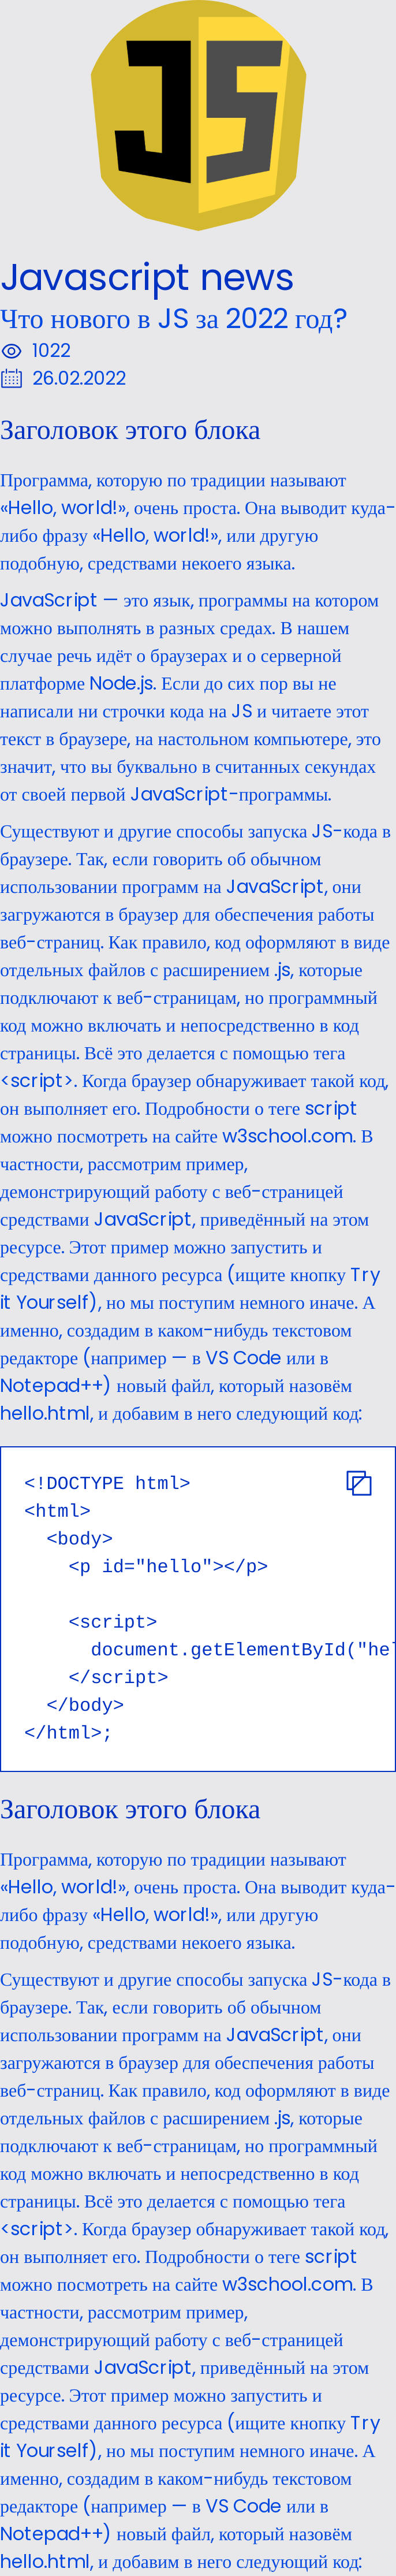 JS
Javascript news
Что нового в JS за 2022 год?
1022
26.02.2022
Заголовок этого блока
Программа, которую по традиции называют
«Hello, world!», очень проста. Она выводит куда-
либо фразу «Hello, world!», или другую
подобную, средствами некоего языка.
JavaScript — это язык, программы на котором
можно выполнять в разных средах. В нашем
случае речь идёт о браузерах и о серверной
платформе Node.js. Если до сих пор вы не
написали ни строчки кода на JS и читаете этот
текст в браузере, на настольном компьютере, это
значит, что вы буквально в считанных секундах
от своей первой JavaScript-программы.
Существуют и другие способы запуска JS-кода в
браузере. Так, если говорить об обычном
использовании программ на JavaScript, они
загружаются в браузер для обеспечения работы
веб-страниц. Как правило, код оформляют в виде
отдельных файлов с расширением .js, которые
подключают к веб-страницам, но программный
код можно включать и непосредственно в код
страницы. Всё это делается с помощью тега
<script>. Когда браузер обнаруживает такой код,
он выполняет его. Подробности о теге script
можно посмотреть на сайте w3school.com. В
частности, рассмотрим пример,
демонстрирующий работу с веб-страницей
средствами JavaScript, приведённый на этом
ресурсе. Этот пример можно запустить и
средствами данного ресурса (ищите кнопку Try
it Yourself), но мы поступим немного иначе. А
именно, создадим в каком-нибудь текстовом
редакторе (например — в VS Code или в
Notepad++) новый файл, который назовём
hello.html, и добавим в него следующий код:
<!DOCTYPE html>
<html>
  <body>
    <p id="hello"></p>
    <script>
      document.getElementById("hel
    </script>
  </body>
</html>;
Заголовок этого блока
Программа, которую по традиции называют
«Hello, world!», очень проста. Она выводит куда-
либо фразу «Hello, world!», или другую
подобную, средствами некоего языка.
Существуют и другие способы запуска JS-кода в
браузере. Так, если говорить об обычном
использовании программ на JavaScript, они
загружаются в браузер для обеспечения работы
веб-страниц. Как правило, код оформляют в виде
отдельных файлов с расширением .js, которые
подключают к веб-страницам, но программный
код можно включать и непосредственно в код
страницы. Всё это делается с помощью тега
<script>. Когда браузер обнаруживает такой код,
он выполняет его. Подробности о теге script
можно посмотреть на сайте w3school.com. В
частности, рассмотрим пример,
демонстрирующий работу с веб-страницей
средствами JavaScript, приведённый на этом
ресурсе. Этот пример можно запустить и
средствами данного ресурса (ищите кнопку Try
it Yourself), но мы поступим немного иначе. А
именно, создадим в каком-нибудь текстовом
редакторе (например — в VS Code или в
Notepad++) новый файл, который назовём
hello.html, и добавим в него следующий код: